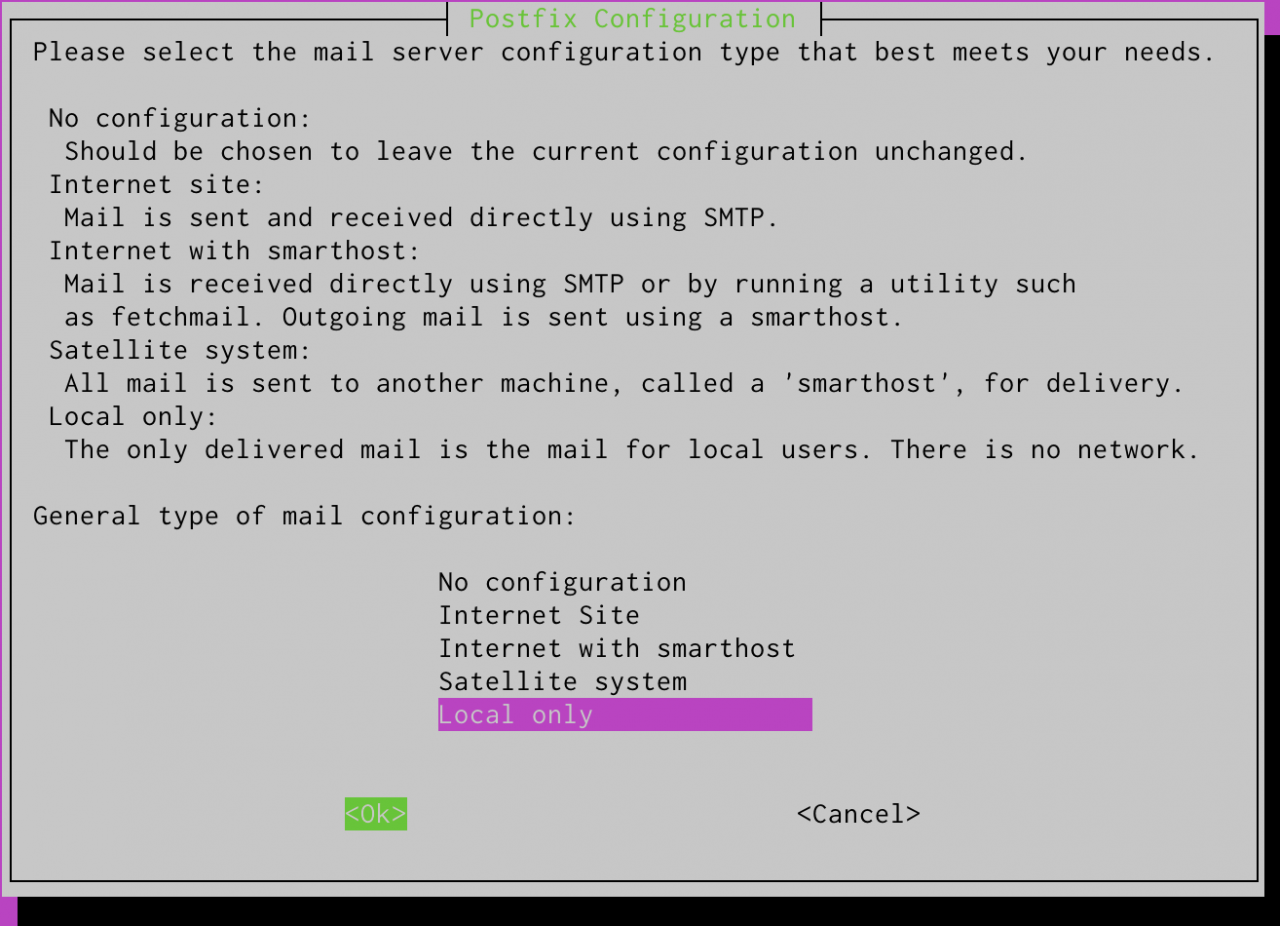 Postfix Configuration
Please select the mail server configuration type that best meets your needs.
No configuration:
Should be chosen to leave the current configuration unchanged.
Internet site:
Mail is sent and received directly using SMTP.
Internet with smarthost:
Mail is received directly using SMTP or by running a utility such
as fetchmail. Outgoing mail is sent using a smarthost.
Satellite system:
All mail is sent to another machine, called a 'smarthost', for delivery.
Local only:
The only delivered mail is the mail for local users. There is no network.
General type of mail configuration:
No configuration
Internet Site
Internet with smarthost
Satellite system
Local only
<Ok> <Cancel>